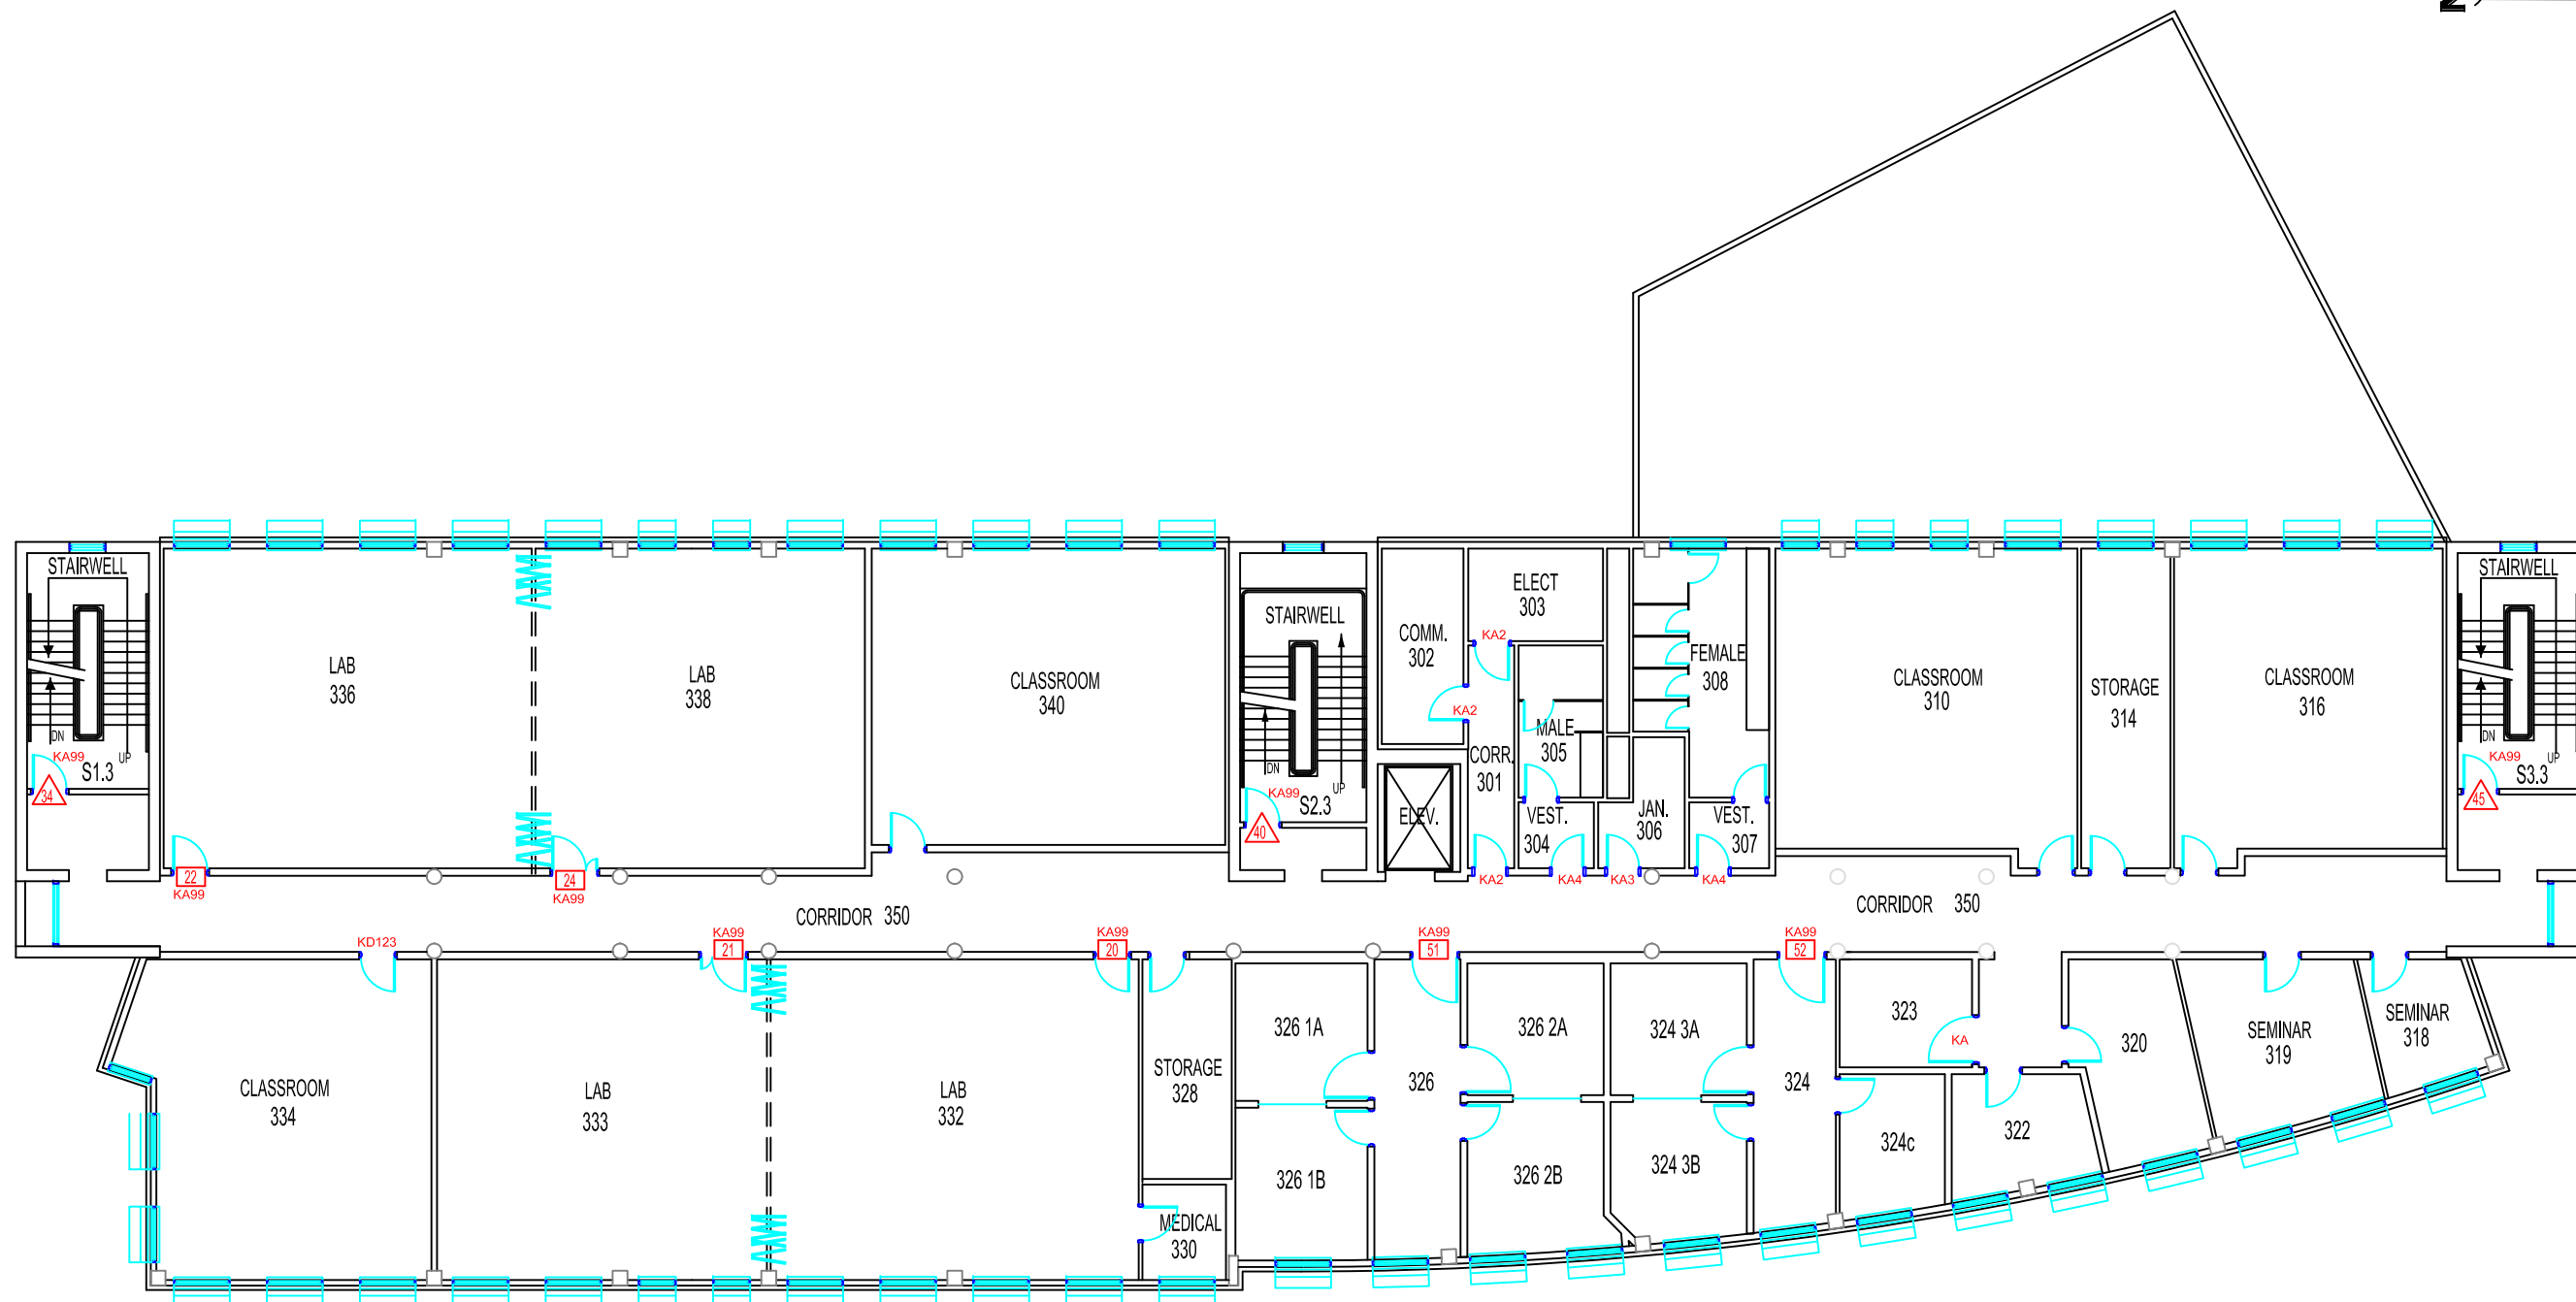 N
STAIRWELL
DN
UP
KA99
S1.3
34
LAB
336
LAB
338
CLASSROOM
340
STAIRWELL
DN
UP
KA99
S2.3
40
COMM.
302
ELECT
303
KA2
KA2
CORR.
301
ELEV.
MALE
305
VEST.
304
JAN.
306
FEMALE
308
VEST.
307
CLASSROOM
310
STORAGE
314
CLASSROOM
316
STAIRWELL
DN
UP
KA99
S3.3
45
22
KA99
24
KA99
KA2
KA4
KA3
KA4
CORRIDOR 350
CORRIDOR 350
KD123
KA99
21
KA99
20
KA99
51
KA99
52
CLASSROOM
334
LAB
333
LAB
332
STORAGE
328
MEDICAL
330
326 1A
326 1B
326
326 2A
326 2B
324 3A
324 3B
324
323
KA
324c
322
320
SEMINAR
319
SEMINAR
318